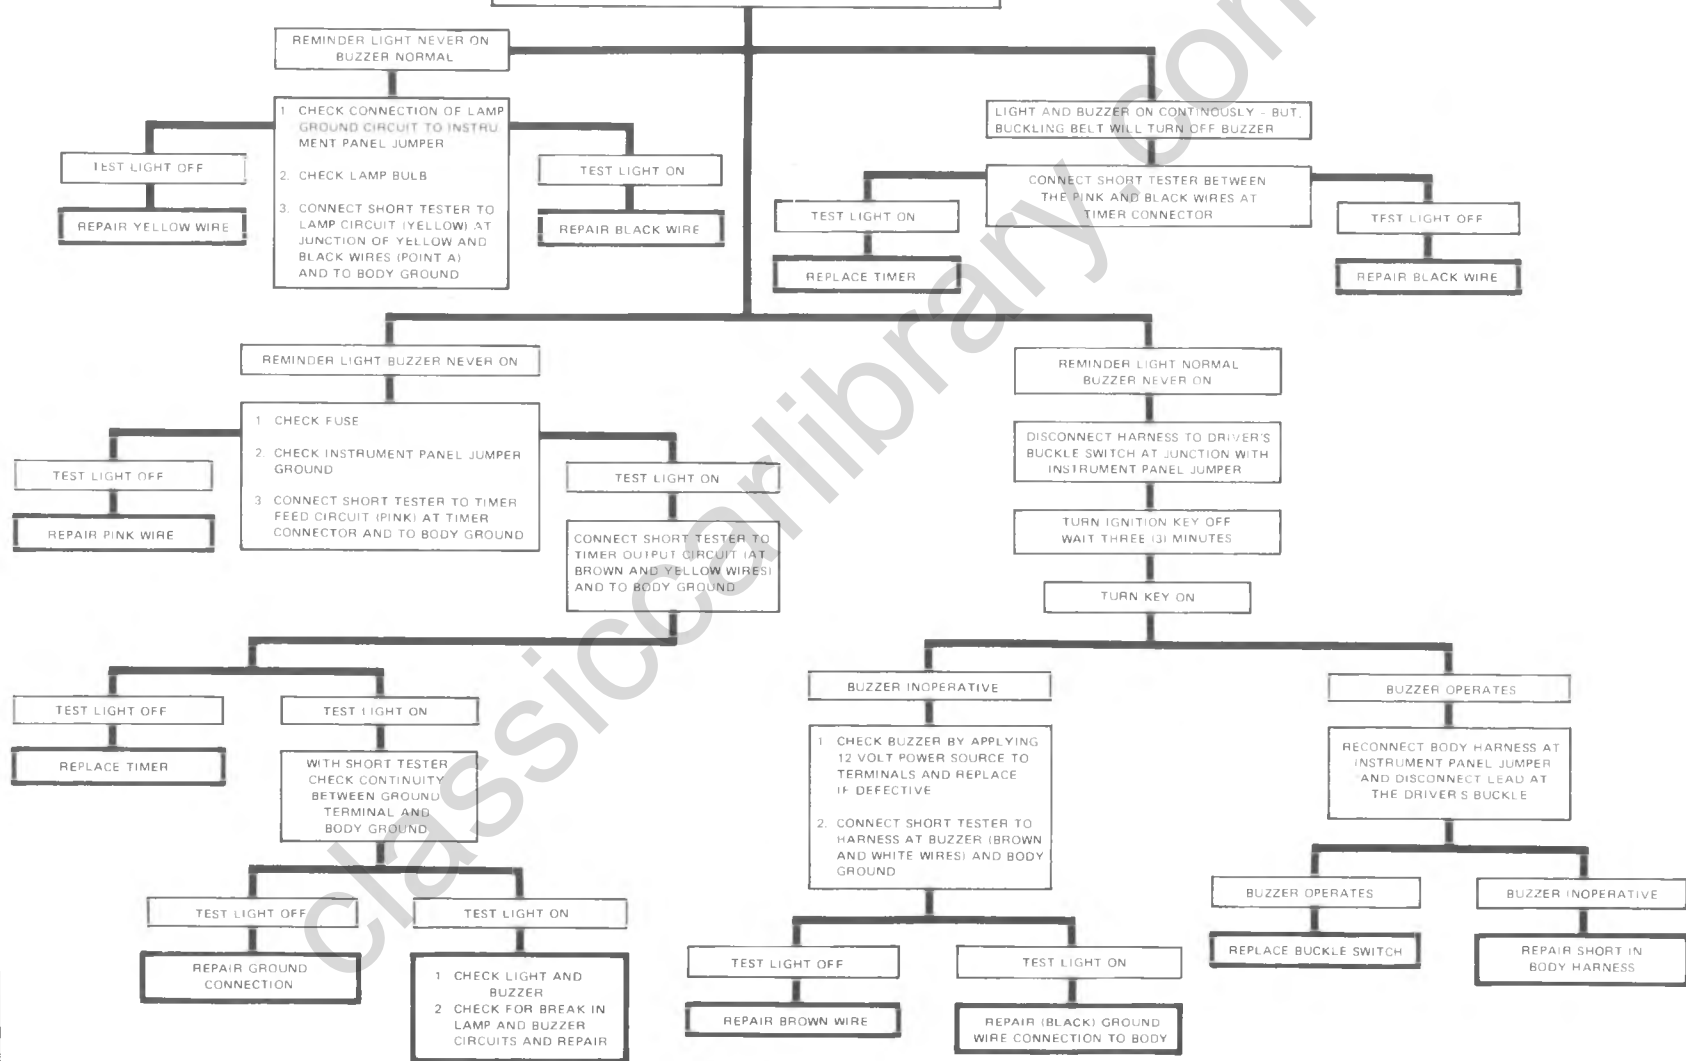 REMINDER LIGHT NEVER ON
BUZZER NORMAL
1 CHECK CONNECTION OF LAMP
GROUND CIRCUIT TO INSTRU-
MENT PANEL JUMPER
2. CHECK LAMP BULB
3. CONNECT SHORT TESTER TO
LAMP CIRCUIT (YELLOW) AT
JUNCTION OF YELLOW AND
BLACK WIRES (POINT A)
AND TO BODY GROUND
TEST LIGHT OFF
REPAIR YELLOW WIRE
TEST LIGHT ON
REPAIR BLACK WIRE
LIGHT AND BUZZER ON CONTINOUSLY - BUT,
BUCKLING BELT WILL TURN OFF BUZZER
CONNECT SHORT TESTER BETWEEN
THE PINK AND BLACK WIRES AT
TIMER CONNECTOR
TEST LIGHT ON
REPLACE TIMER
TEST LIGHT OFF
REPAIR BLACK WIRE
REMINDER LIGHT BUZZER NEVER ON
1 CHECK FUSE
2. CHECK INSTRUMENT PANEL JUMPER
GROUND
3 CONNECT SHORT TESTER TO TIMER
FEED CIRCUIT (PINK) AT TIMER
CONNECTOR AND TO BODY GROUND
TEST LIGHT OFF
REPAIR PINK WIRE
TEST LIGHT ON
CONNECT SHORT TESTER TO
TIMER OUTPUT CIRCUIT (AT
BROWN AND YELLOW WIRES)
AND TO BODY GROUND
TEST LIGHT OFF
REPLACE TIMER
TEST LIGHT ON
WITH SHORT TESTER
CHECK CONTINUITY
BETWEEN GROUND
TERMINAL AND
BODY GROUND
TEST LIGHT OFF
REPAIR GROUND
CONNECTION
TEST LIGHT ON
1 CHECK LIGHT AND
BUZZER
2 CHECK FOR BREAK IN
LAMP AND BUZZER
CIRCUITS AND REPAIR
REMINDER LIGHT NORMAL
BUZZER NEVER ON
DISCONNECT HARNESS TO DRIVER'S
BUCKLE SWITCH AT JUNCTION WITH
INSTRUMENT PANEL JUMPER
TURN IGNITION KEY OFF
WAIT THREE (3) MINUTES
TURN KEY ON
BUZZER INOPERATIVE
1 CHECK BUZZER BY APPLYING
12 VOLT POWER SOURCE TO
TERMINALS AND REPLACE
IF DEFECTIVE
2. CONNECT SHORT TESTER TO
HARNESS AT BUZZER (BROWN
AND WHITE WIRES) AND BODY
GROUND
TEST LIGHT OFF
REPAIR BROWN WIRE
TEST LIGHT ON
REPAIR (BLACK) GROUND
WIRE CONNECTION TO BODY
BUZZER OPERATES
RECONNECT BODY HARNESS AT
INSTRUMENT PANEL JUMPER
AND DISCONNECT LEAD AT
THE DRIVER'S BUCKLE
BUZZER OPERATES
REPLACE BUCKLE SWITCH
BUZZER INOPERATIVE
REPAIR SHORT IN
BODY HARNESS
classiccarlibrary.com